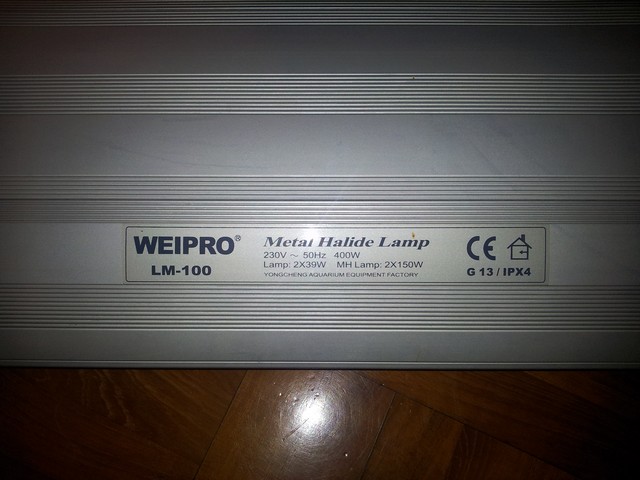 WEIPRO®
LM-100
Metal Halide Lamp
230V ~ 50Hz 400W
Lamp: 2X39W MH Lamp: 2X150W
YONGCHENG AQUARIUM EQUIPMENT FACTORY
CE
G 13 / IPX4